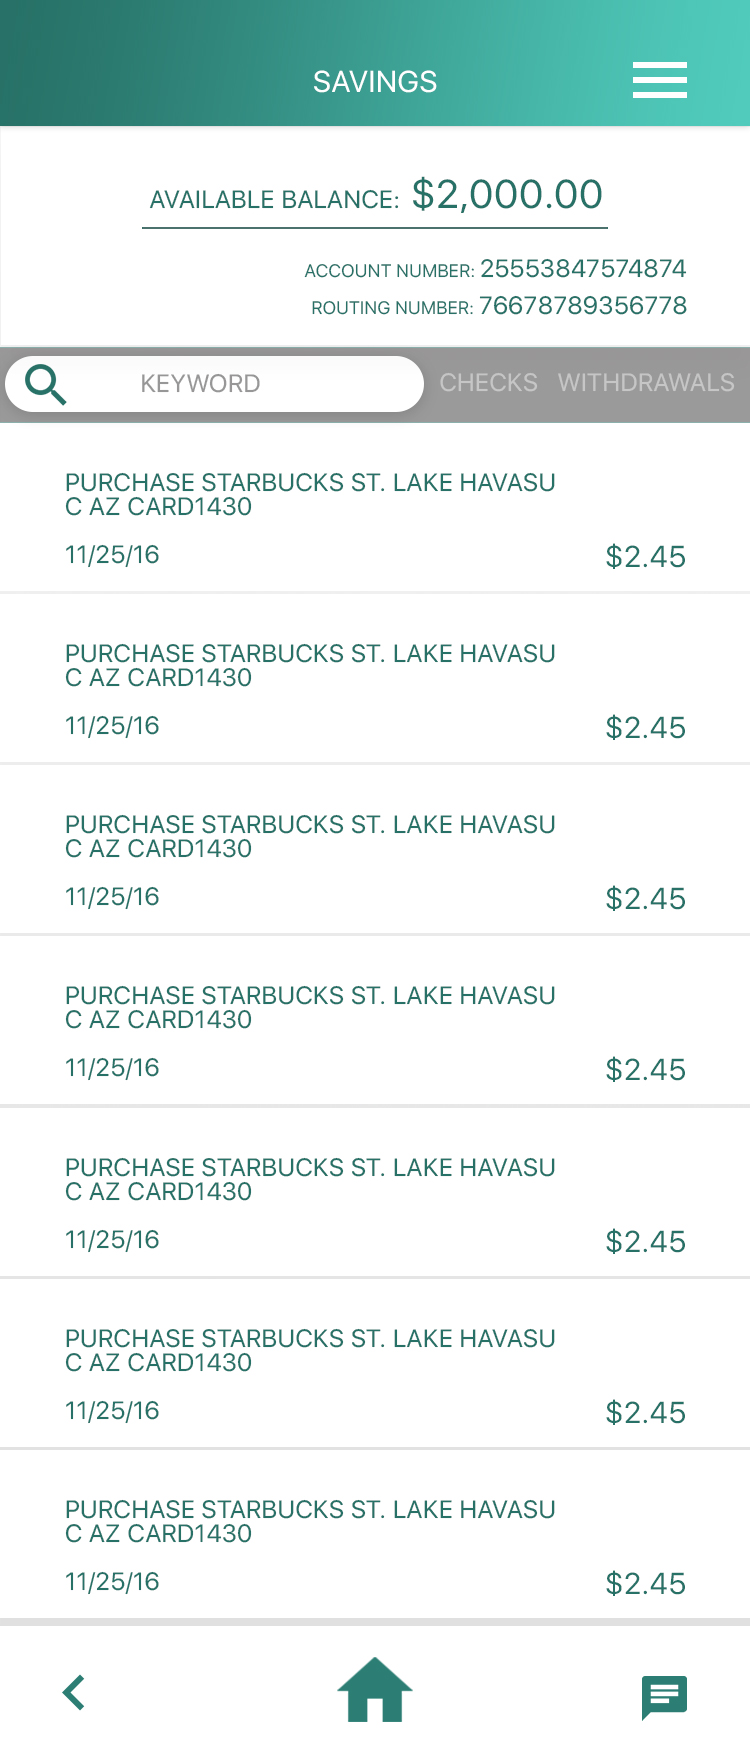 SAVINGS
AVAILABLE BALANCE: $2,000.00
ACCOUNT NUMBER: 25553847574874
ROUTING NUMBER: 76678789356778
KEYWORD CHECKS WITHDRAWALS
PURCHASE STARBUCKS ST. LAKE HAVASU
C AZ CARD1430
11/25/16 $2.45
PURCHASE STARBUCKS ST. LAKE HAVASU
C AZ CARD1430
11/25/16 $2.45
PURCHASE STARBUCKS ST. LAKE HAVASU
C AZ CARD1430
11/25/16 $2.45
PURCHASE STARBUCKS ST. LAKE HAVASU
C AZ CARD1430
11/25/16 $2.45
PURCHASE STARBUCKS ST. LAKE HAVASU
C AZ CARD1430
11/25/16 $2.45
PURCHASE STARBUCKS ST. LAKE HAVASU
C AZ CARD1430
11/25/16 $2.45
PURCHASE STARBUCKS ST. LAKE HAVASU
C AZ CARD1430
11/25/16 $2.45